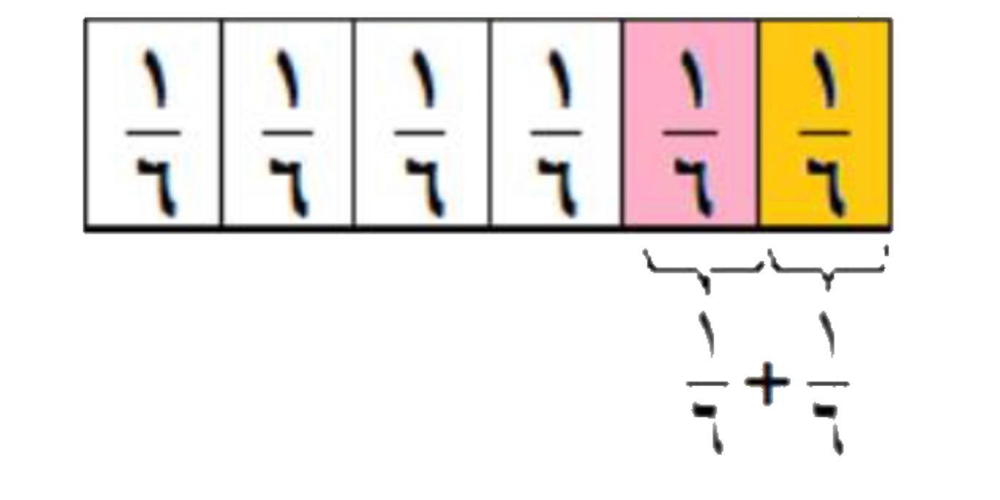 ١ ١ ١ ١ ١ ١
٦ ٦ ٦ ٦ ٦ ٦
١ + ١
٦ ٦